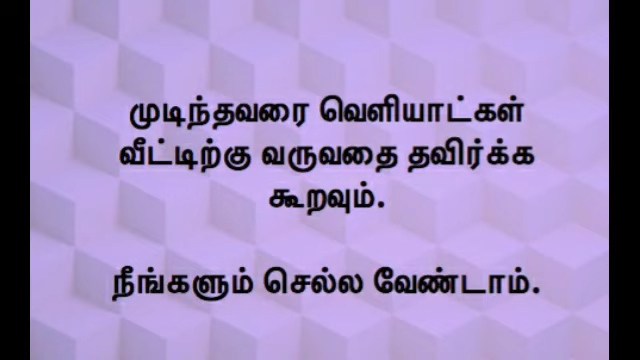 முடிந்தவரை வெளியாட்கள்
வீட்டிற்கு வருவதை தவிர்க்க
கூறவும்.
நீங்களும் செல்ல வேண்டாம்.